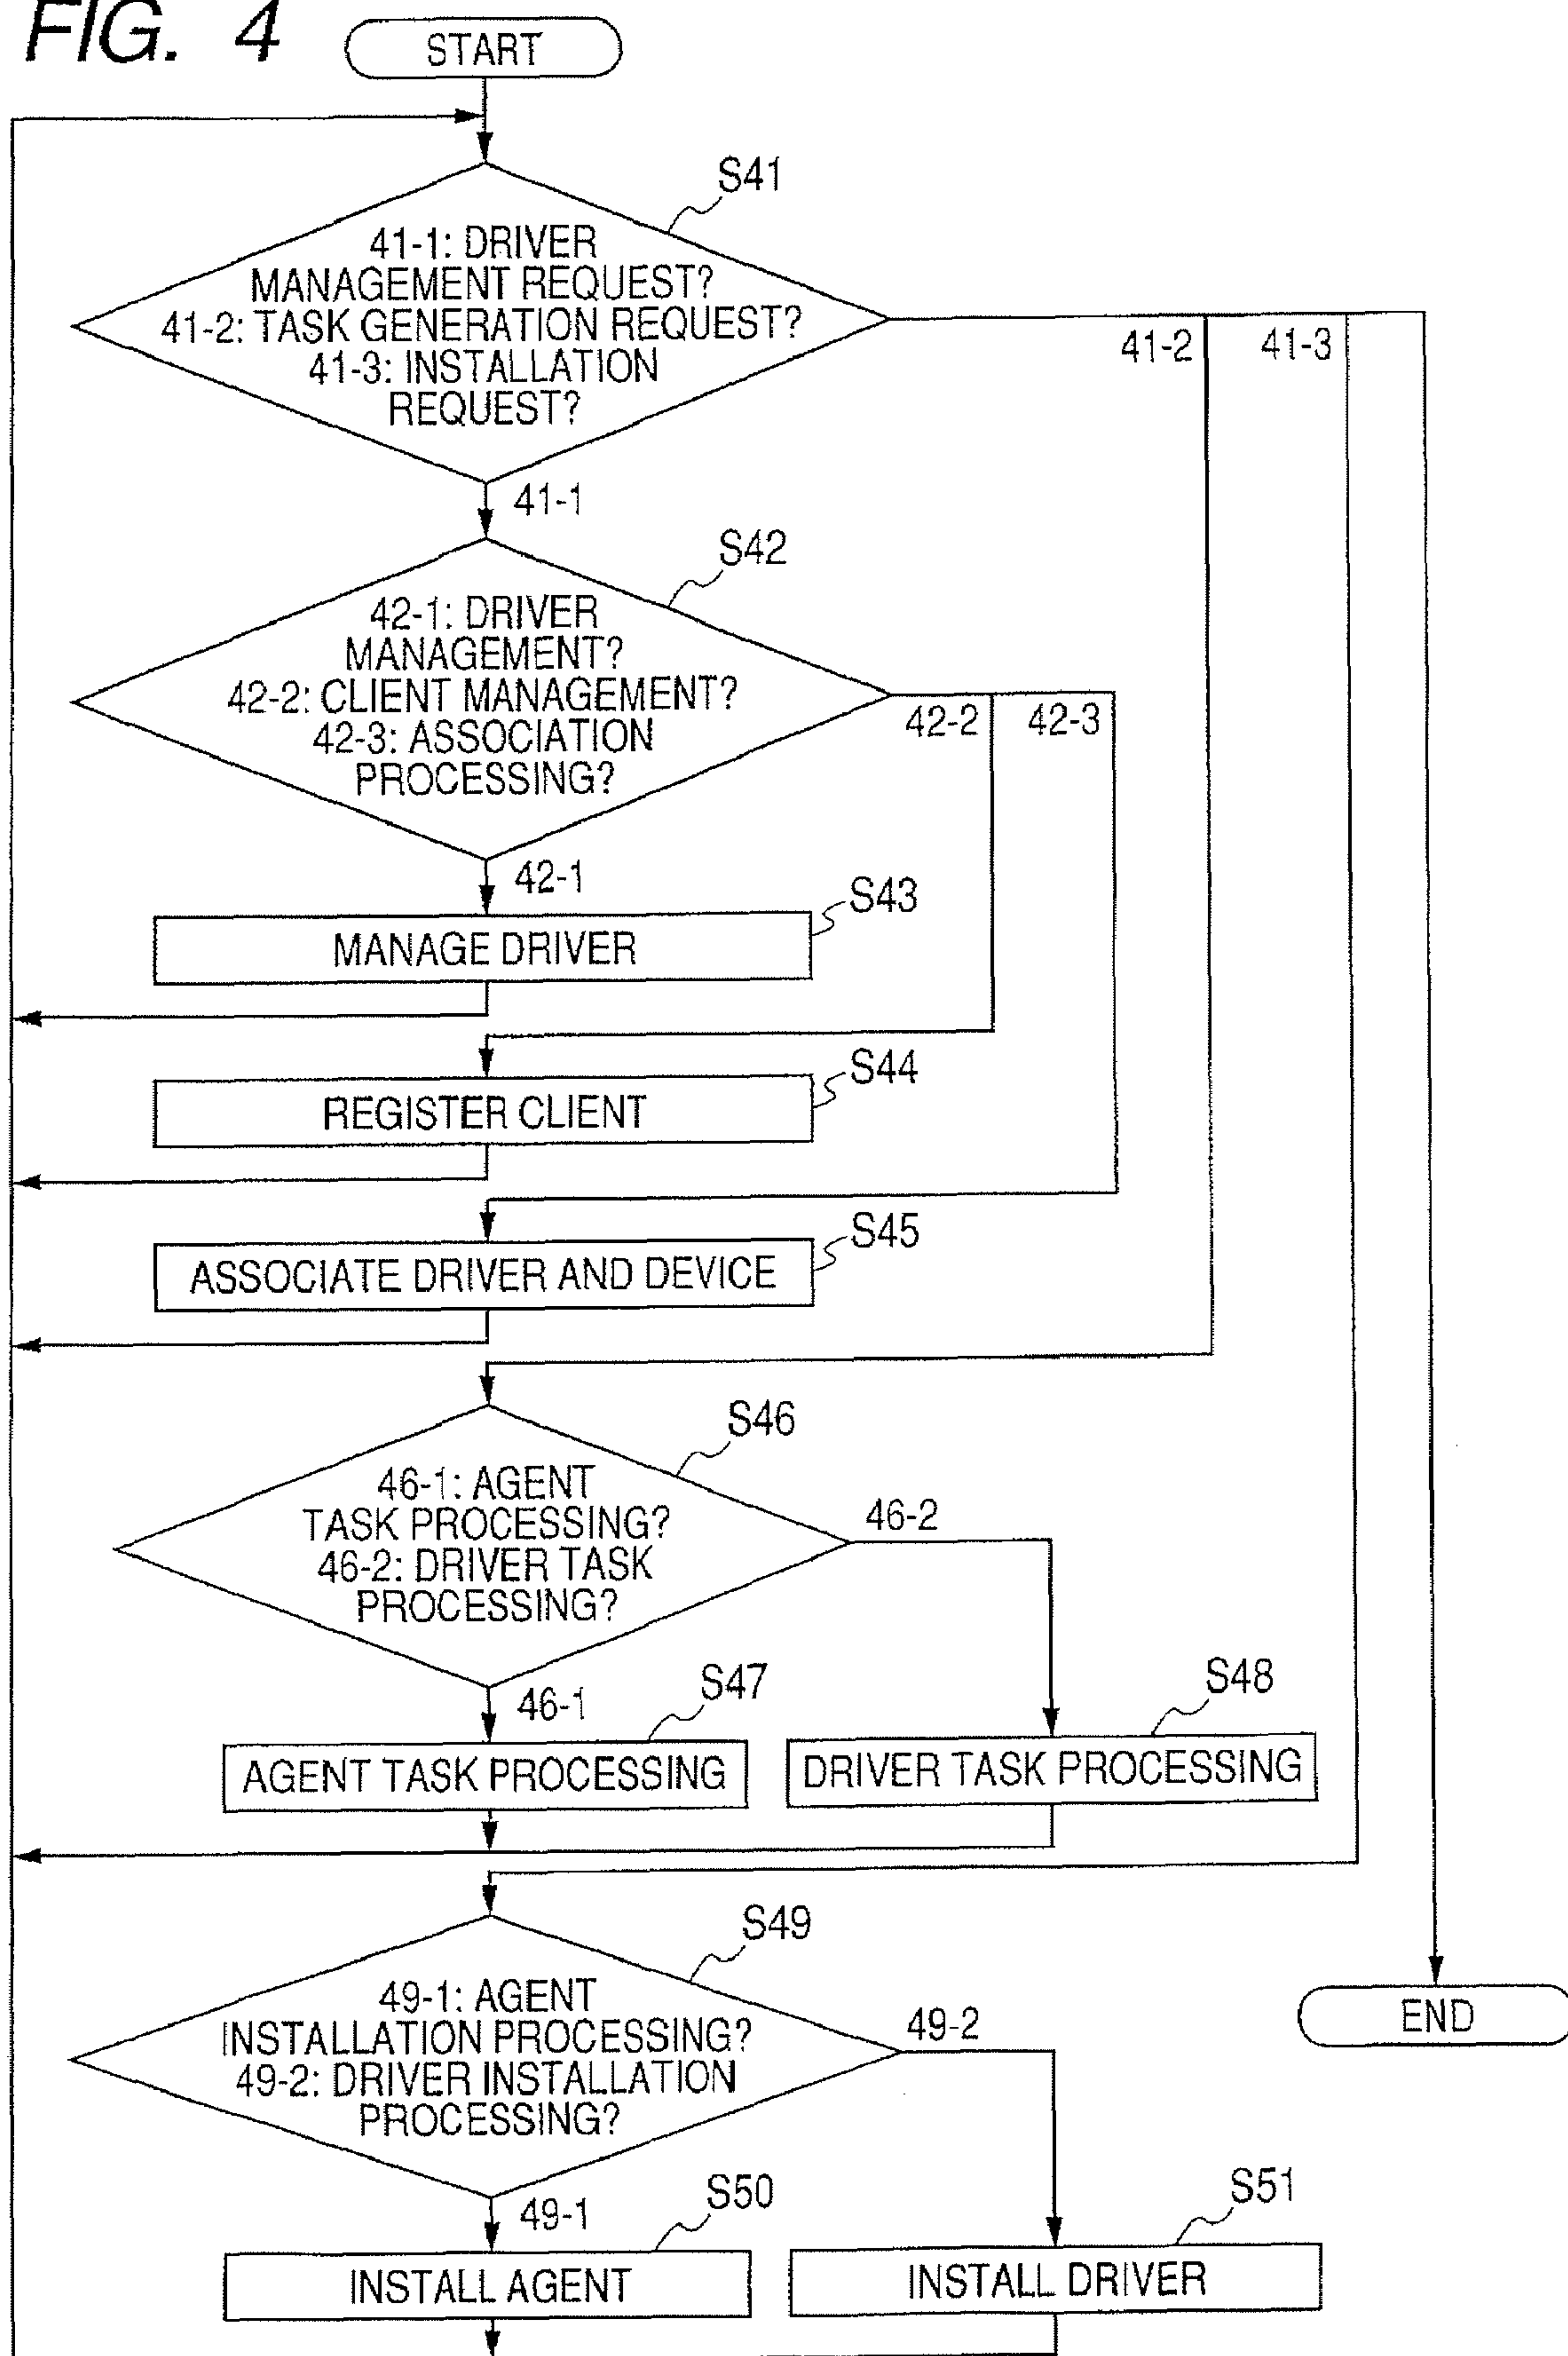 FIG. 4
START
S41
41-1: DRIVER
MANAGEMENT REQUEST?
41-2: TASK GENERATION REQUEST?
41-3: INSTALLATION
REQUEST?
41-2
41-3
41-1
S42
42-1: DRIVER
MANAGEMENT?
42-2: CLIENT MANAGEMENT?
42-3: ASSOCIATION
PROCESSING?
42-2
42-3
42-1
S43
MANAGE DRIVER
S44
REGISTER CLIENT
S45
ASSOCIATE DRIVER AND DEVICE
S46
46-1: AGENT
TASK PROCESSING?
46-2: DRIVER TASK
PROCESSING?
46-2
46-1
S47
S48
AGENT TASK PROCESSING
DRIVER TASK PROCESSING
S49
49-1: AGENT
INSTALLATION PROCESSING?
49-2: DRIVER INSTALLATION
PROCESSING?
49-2
END
49-1
S50
S51
INSTALL AGENT
INSTALL DRIVER